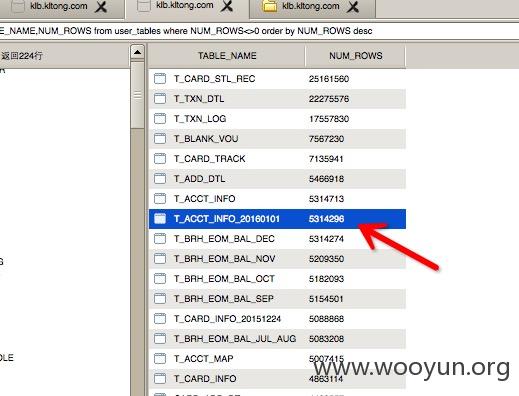 klb.kltong.com klb.kltong.com klb.kltong.com
E_NAME,NUM_ROWS from user_tables where NUM_ROWS<>0 order by NUM_ROWS desc
返回224行
TABLE_NAME NUM_ROWS
T_CARD_STL_REC 25161560
T_TXN_DTL 22275576
T_TXN_LOG 17557830
T_BLANK_VOU 7567230
T_CARD_TRACK 7135941
T_ADD_DTL 5466918
T_ACCT_INFO 5314713
T_ACCT_INFO_20160101 5314296
T_BRH_EOM_BAL_DEC 5314274
T_BRH_EOM_BAL_NOV 5209350
T_BRH_EOM_BAL_OCT 5182093
T_BRH_EOM_BAL_SEP 5154501
T_CARD_INFO_20151224 5088868
T_BRH_EOM_BAL_JUL_AUG 5083208
OLE T_ACCT_MAP 5007415
T_CARD_INFO 4863114
www.wooyun.org